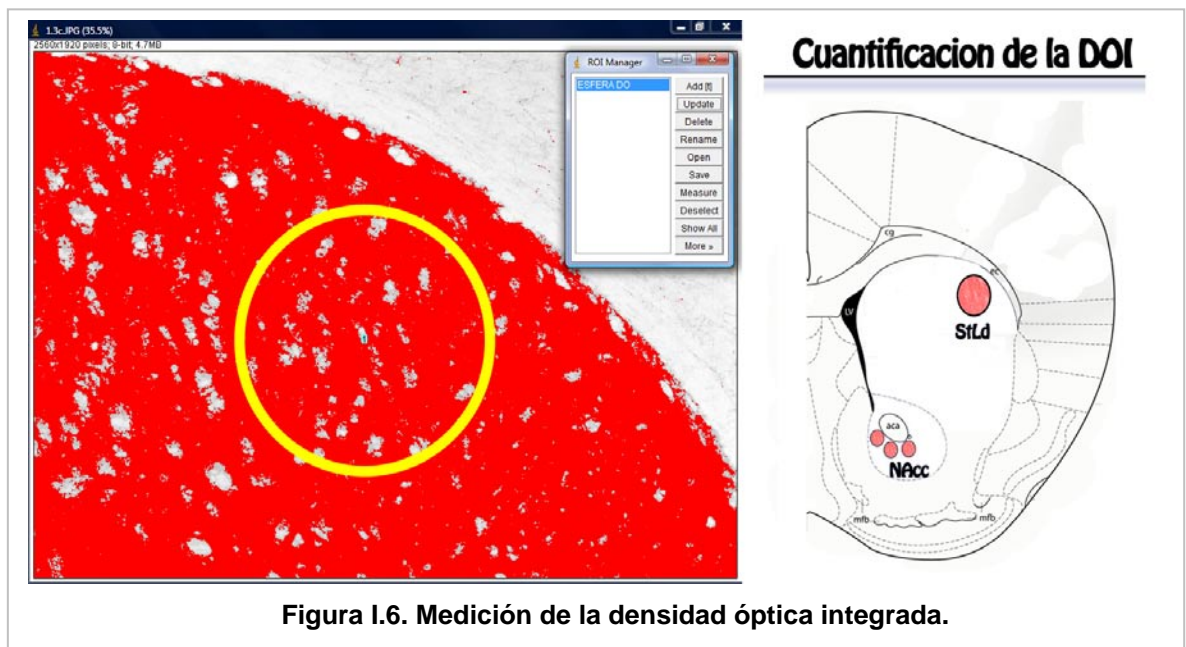 1.3c.JPG (35.5%)
2560x1920 pixels; 8-bit; 4.7MB
ROI Manager
ESFERA DO
Add [t]
Update
Delete
Rename
Open
Save
Measure
Deselect
Show All
More »
Cuantificacion de la DOI
cg
ec
LV
StLd
aca
NAcc
mfb
mfb
Figura I.6. Medición de la densidad óptica integrada.